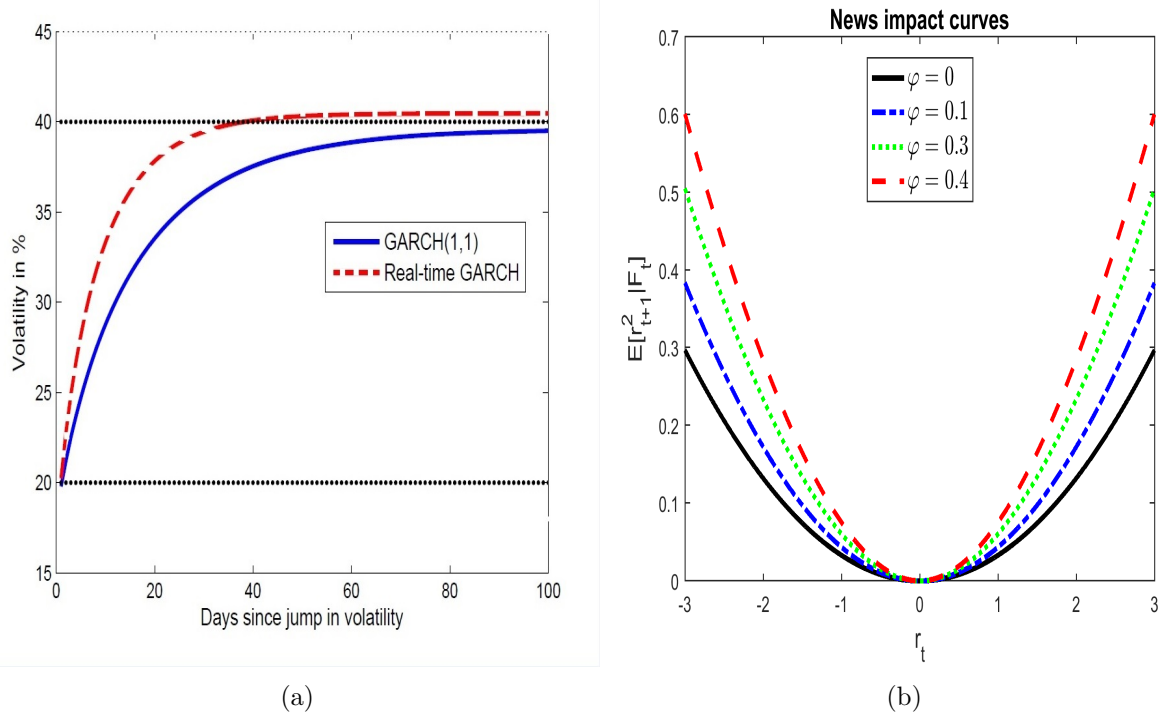 45
40
35
30
25
20
15
Volatility in %
0
20
40
60
80
100
Days since jump in volatility
GARCH(1,1)
Real-time GARCH
(a)
News impact curves
0.7
0.6
0.5
0.4
0.3
0.2
0.1
0
E[r²ₜ₊₁|Fₜ]
-3
-2
-1
0
1
2
3
rₜ
φ = 0
φ = 0.1
φ = 0.3
φ = 0.4
(b)